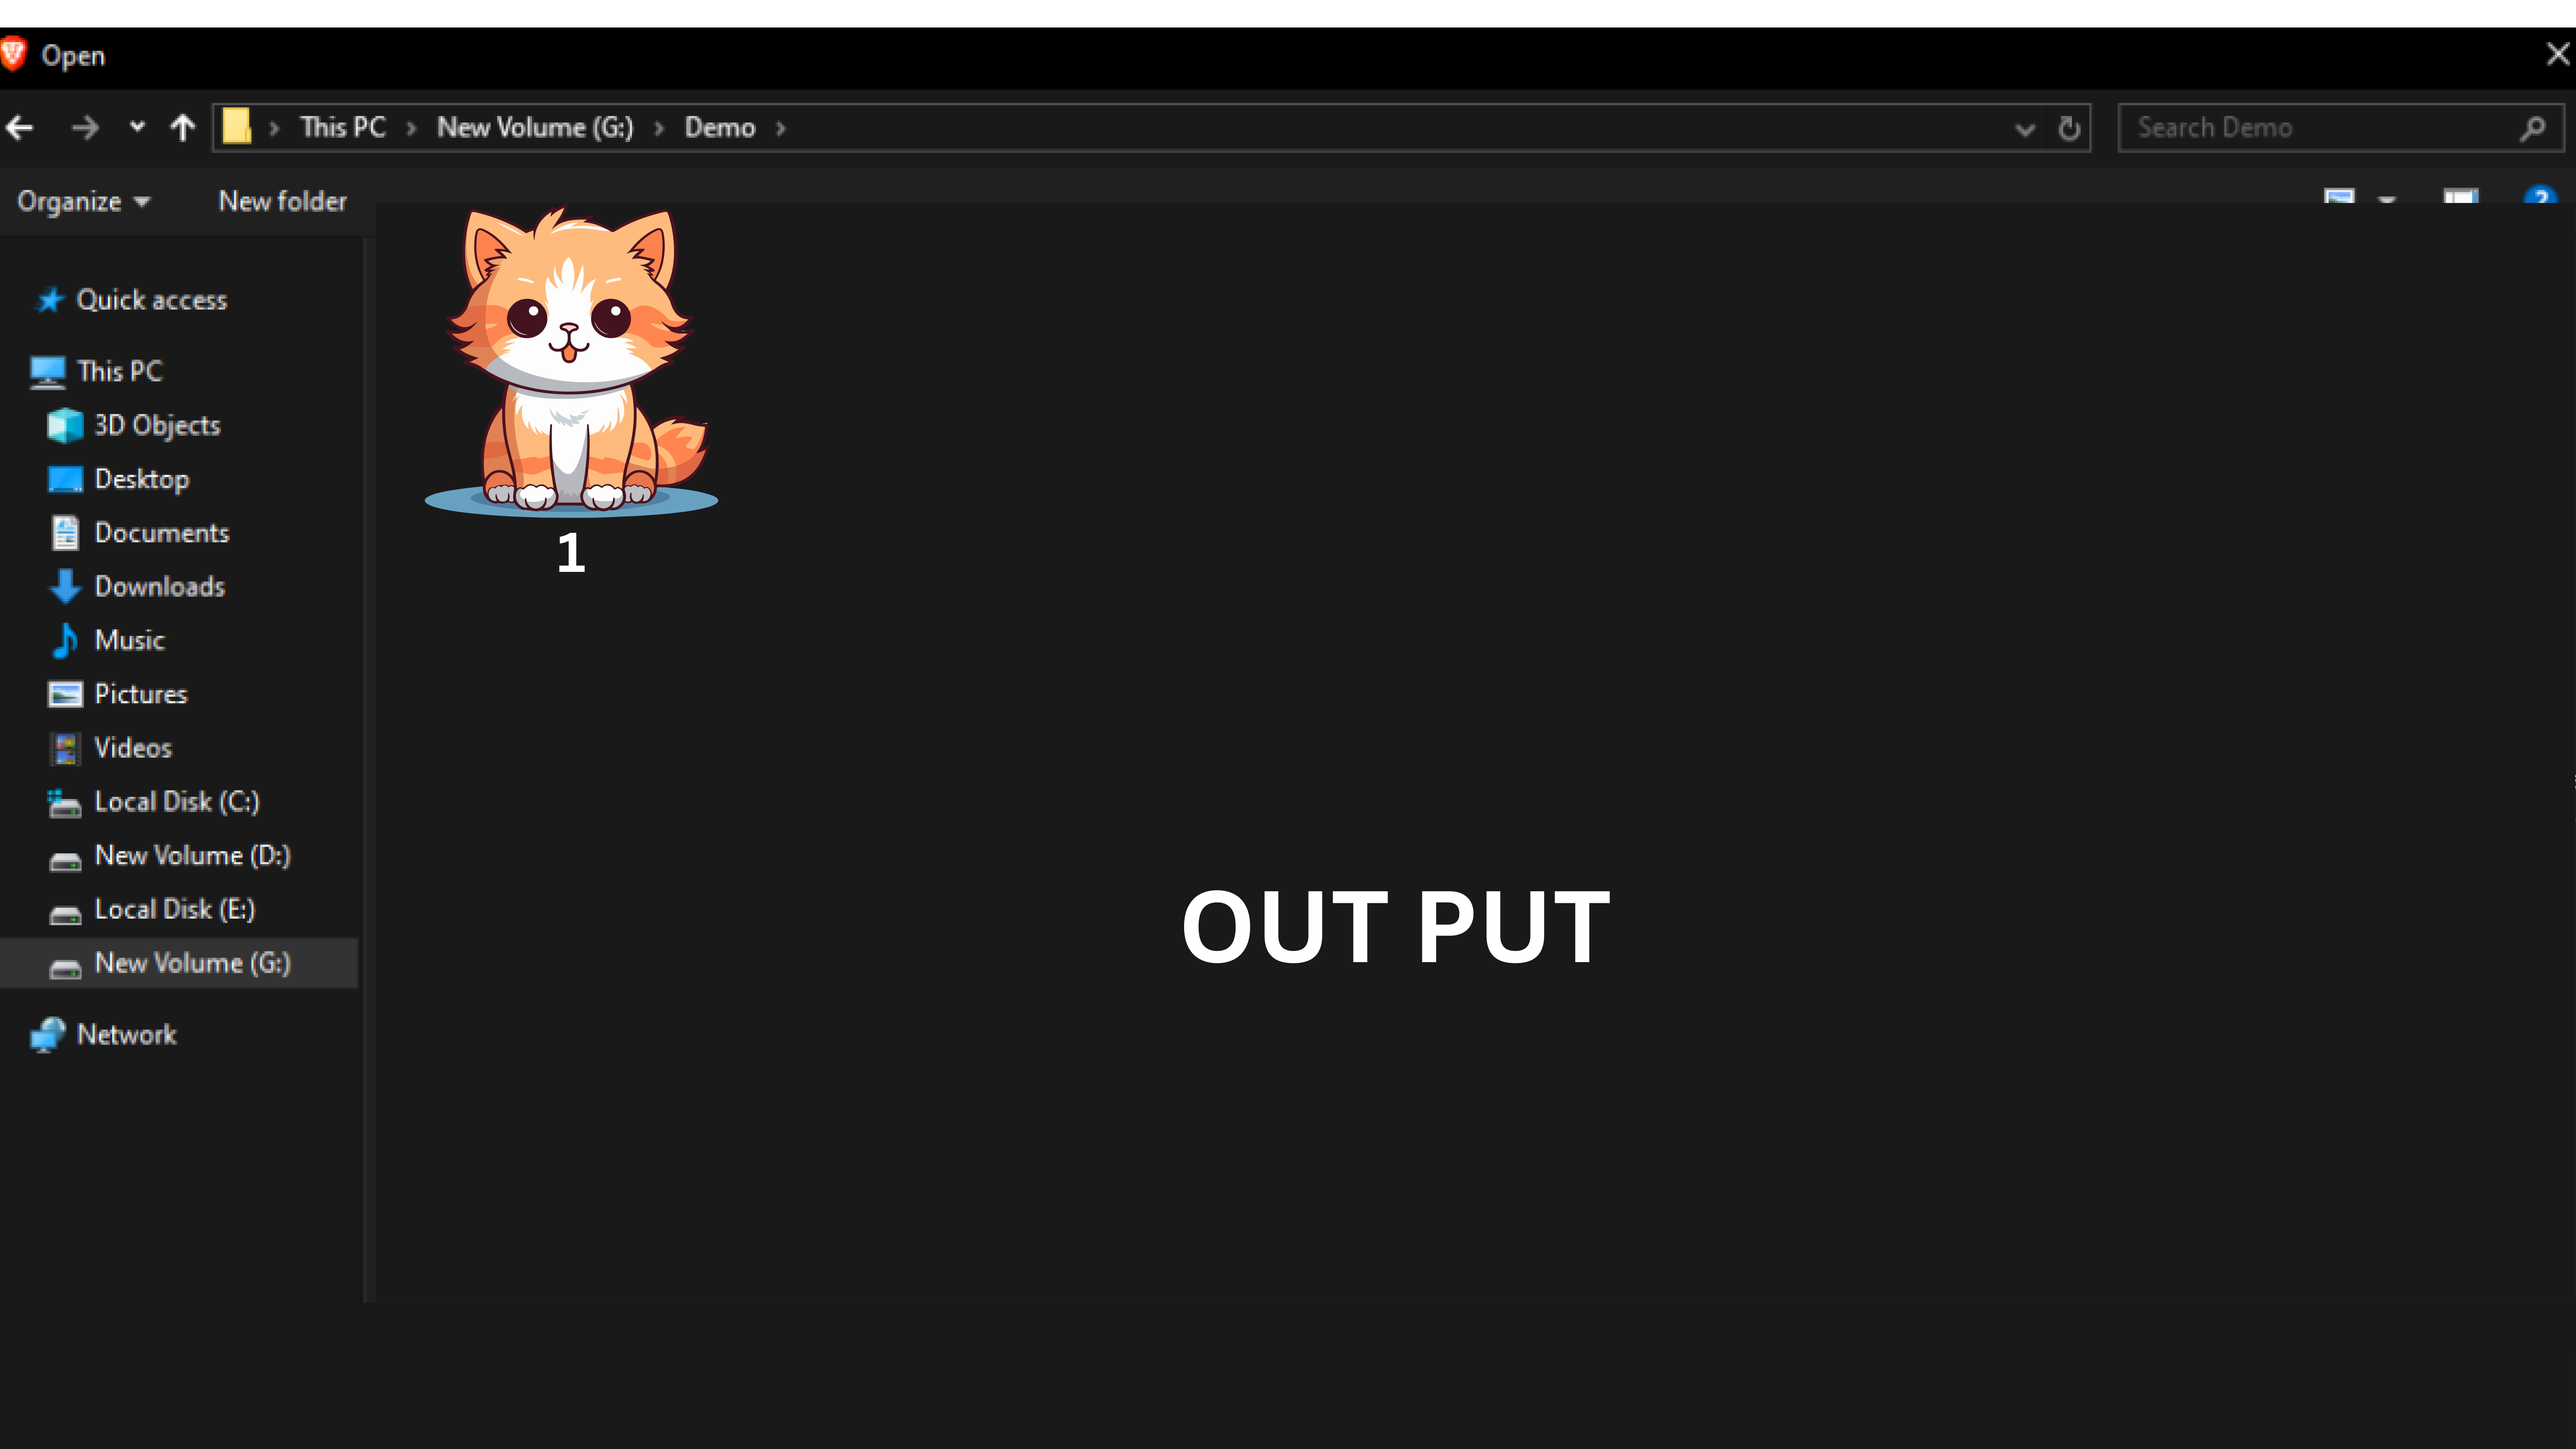 Open
This PC New Volume (G:) Demo
Search Demo
Organize New folder
?
Quick access
This PC
3D Objects
Desktop
Documents
Downloads
Music
Pictures
Videos
Local Disk (C:)
New Volume (D:)
Local Disk (E:)
New Volume (G:)
Network
1
OUT PUT